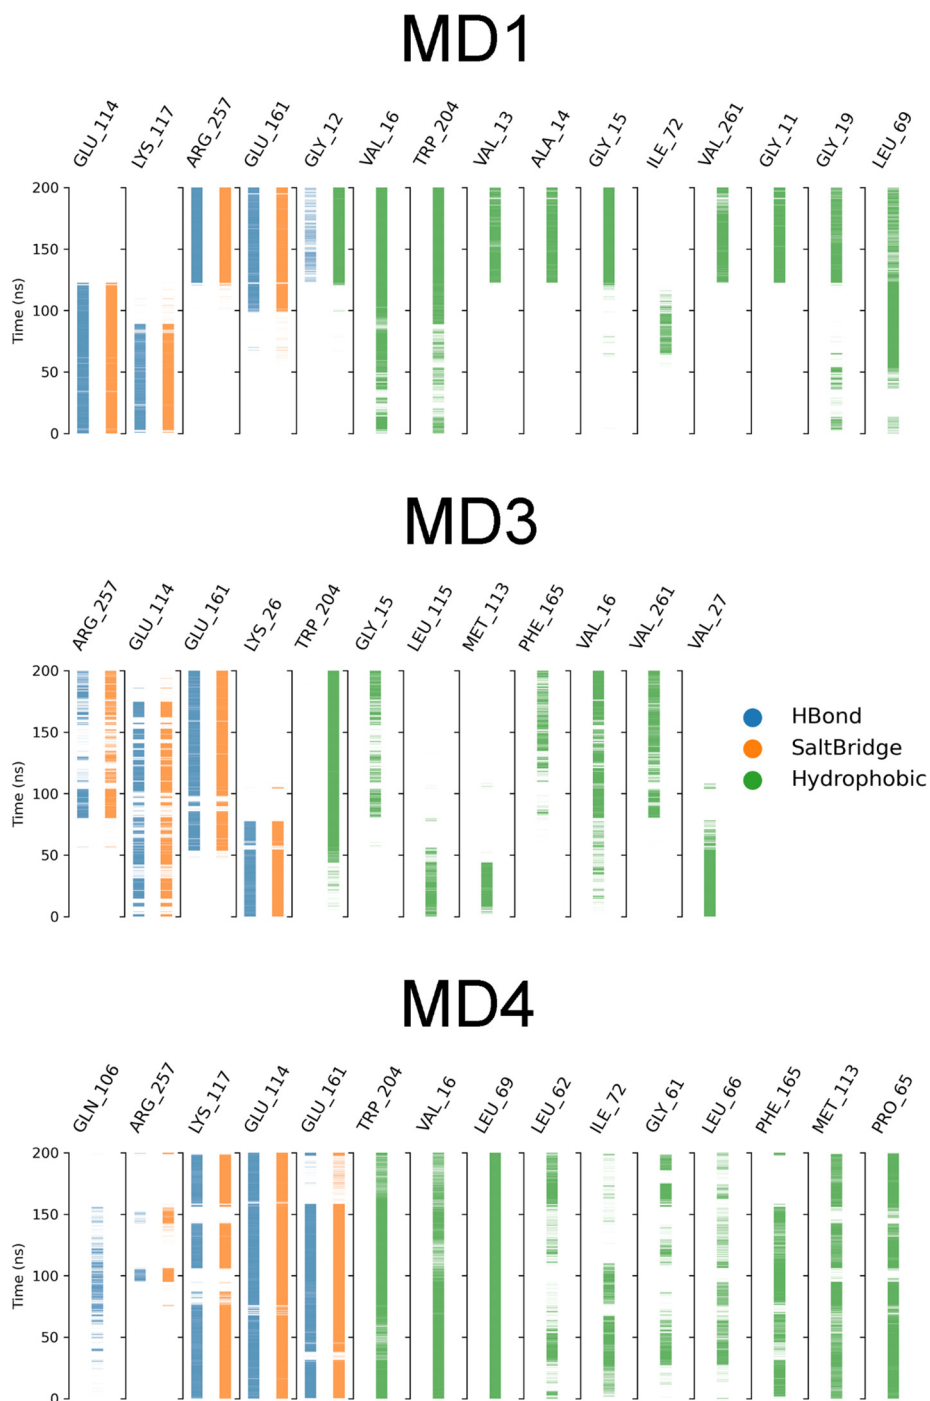 MD1
GLU_114 LYS_117 ARG_257 GLU_161 GLY_12 VAL_16 TRP_204 VAL_13 ALA_14 GLY_15 ILE_72 VAL_261 GLY_11 GLY_19 LEU_69
200
150
100
50
0
Time (ns)
MD3
ARG_257 GLU_114 GLU_161 LYS_26 TRP_204 GLY_15 LEU_115 MET_113 PHE_165 VAL_16 VAL_261 VAL_27
200
150
100
50
0
Time (ns)
HBond
SaltBridge
Hydrophobic
MD4
GLN_106 ARG_257 LYS_117 GLU_114 GLU_161 TRP_204 VAL_16 LEU_69 LEU_62 ILE_72 GLY_61 LEU_66 PHE_165 MET_113 PRO_65
200
150
100
50
0
Time (ns)